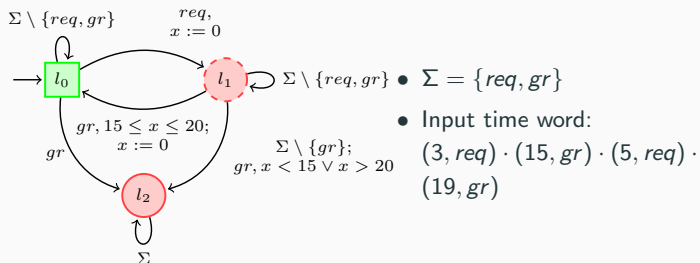 Σ \ {req, gr}
req,
x := 0
l₀
l₁
Σ \ {req, gr}
gr, 15 ≤ x ≤ 20;
x := 0
gr
Σ \ {gr};
gr, x < 15 ∨ x > 20
l₂
Σ
• Σ = {req, gr}
• Input time word:
(3, req) · (15, gr) · (5, req) ·
(19, gr)